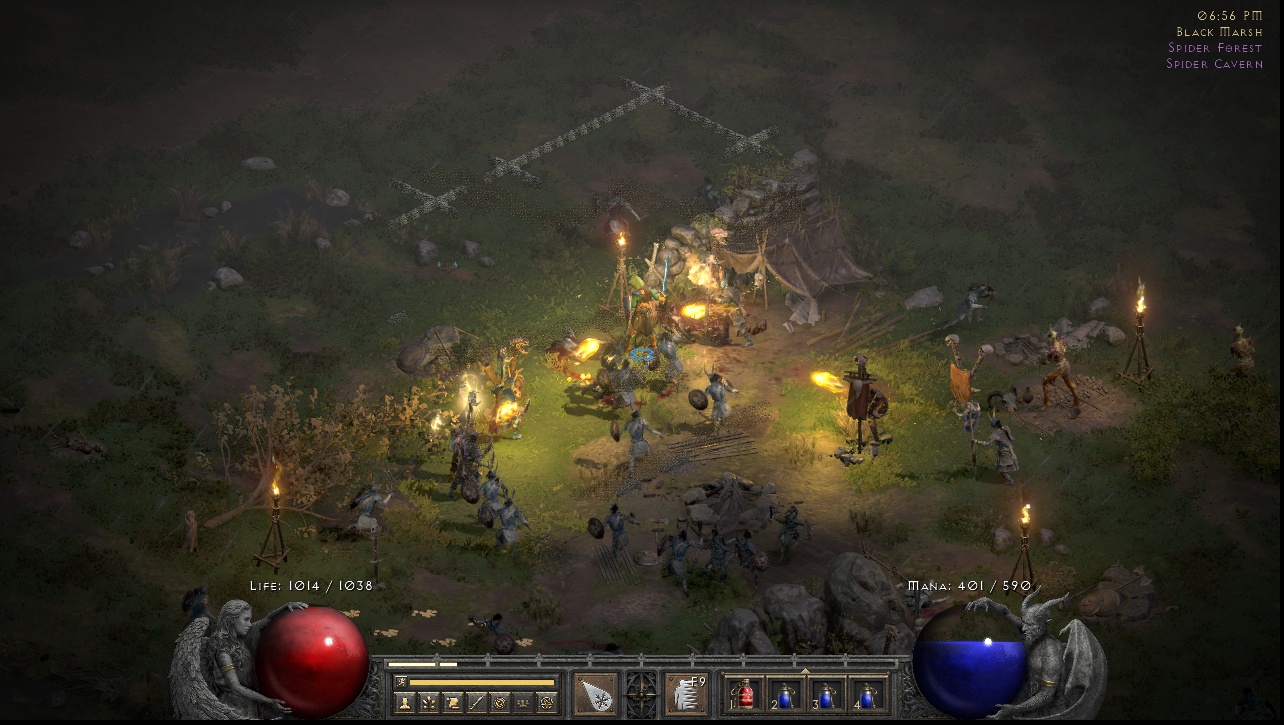 06:56 PM
Black Marsh
Spider Forest
Spider Cavern
Life: 1014 / 1038
Mana: 401 / 590
F9
1 2 3 4